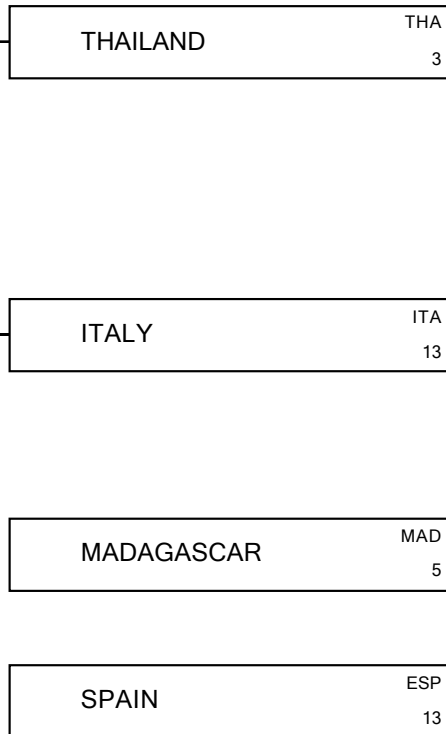 THAILAND THA
3
ITALY ITA
13
MADAGASCAR MAD
5
SPAIN ESP
13